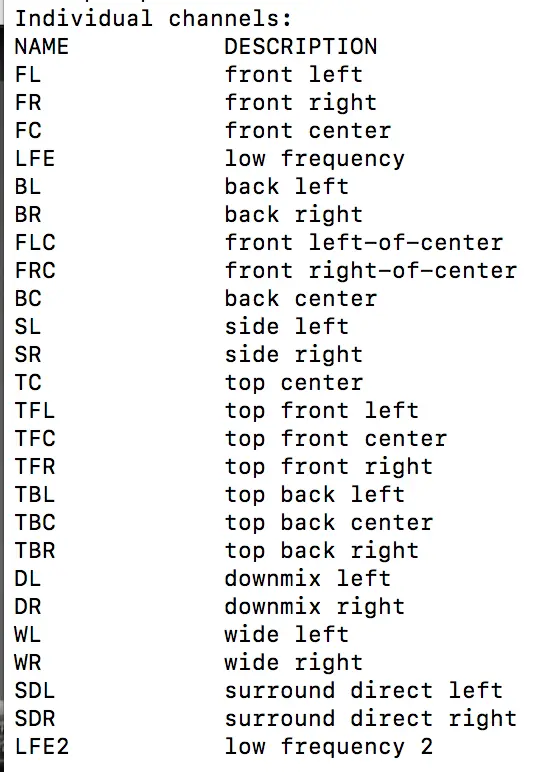 Individual channels:
NAME DESCRIPTION
FL front left
FR front right
FC front center
LFE low frequency
BL back left
BR back right
FLC front left-of-center
FRC front right-of-center
BC back center
SL side left
SR side right
TC top center
TFL top front left
TFC top front center
TFR top front right
TBL top back left
TBC top back center
TBR top back right
DL downmix left
DR downmix right
WL wide left
WR wide right
SDL surround direct left
SDR surround direct right
LFE2 low frequency 2